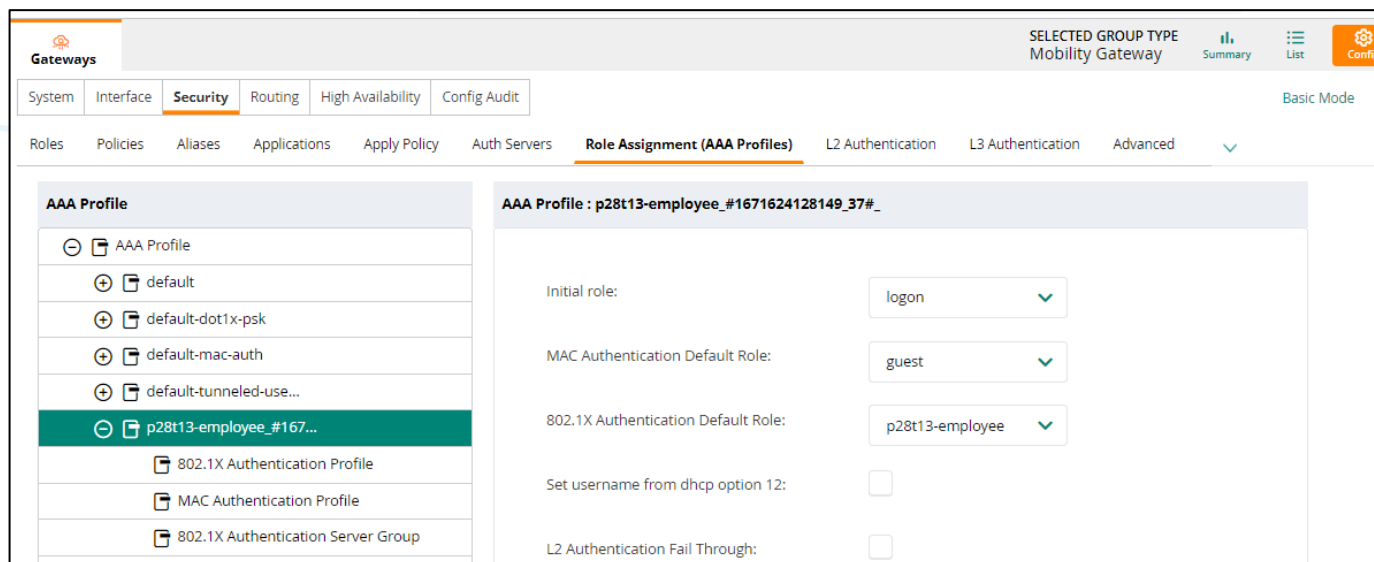 SELECTED GROUP TYPE
Gateways Mobility Gateway Summary List Confi
System Interface Security Routing High Availability Config Audit Basic Mode
Roles Policies Aliases Applications Apply Policy Auth Servers Role Assignment (AAA Profiles) L2 Authentication L3 Authentication Advanced
AAA Profile AAA Profile : p28t13-employee_#1671624128149_37#_
AAA Profile
default
Initial role: logon
default-dot1x-psk
default-mac-auth
MAC Authentication Default Role: guest
default-tunneled-use...
p28t13-employee_#167...
802.1X Authentication Default Role: p28t13-employee
802.1X Authentication Profile
Set username from dhcp option 12:
MAC Authentication Profile
802.1X Authentication Server Group
L2 Authentication Fail Through: